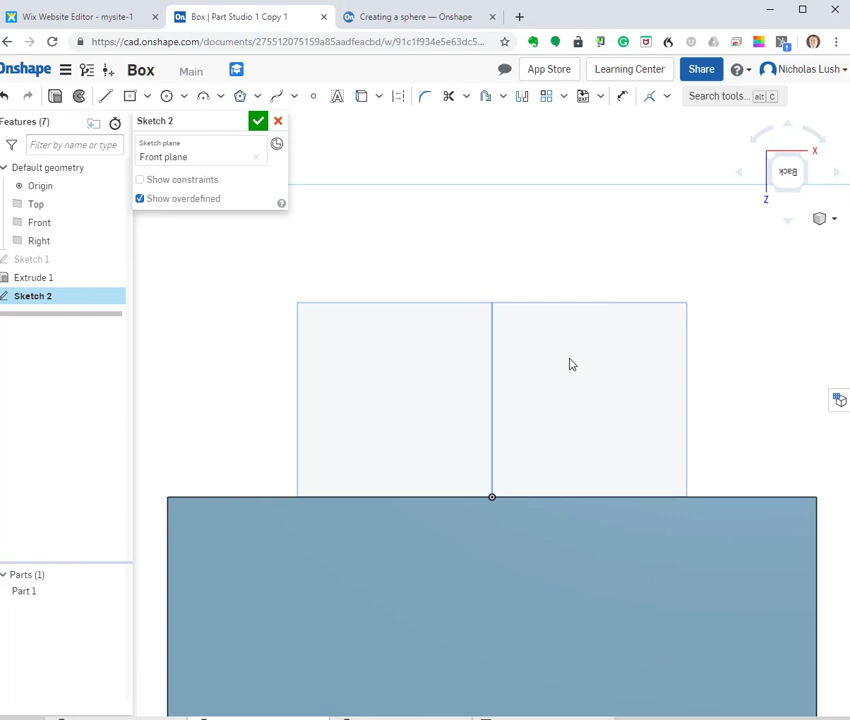 Wix Website Editor - mysite-1
Box | Part Studio 1 Copy 1
Creating a sphere — Onshape
https://cad.onshape.com/documents/275512075159a85aadfeacbd/w/91c1f934e5e63dc5...
Onshape
Box
Main
App Store
Learning Center
Share
Nicholas Lush
Search tools...
alt C
Features (7)
Filter by name or type
Default geometry
Origin
Top
Front
Right
Sketch 1
Extrude 1
Sketch 2
Sketch 2
Sketch plane
Front plane
Show constraints
Show overdefined
X
Back
Z
Parts (1)
Part 1